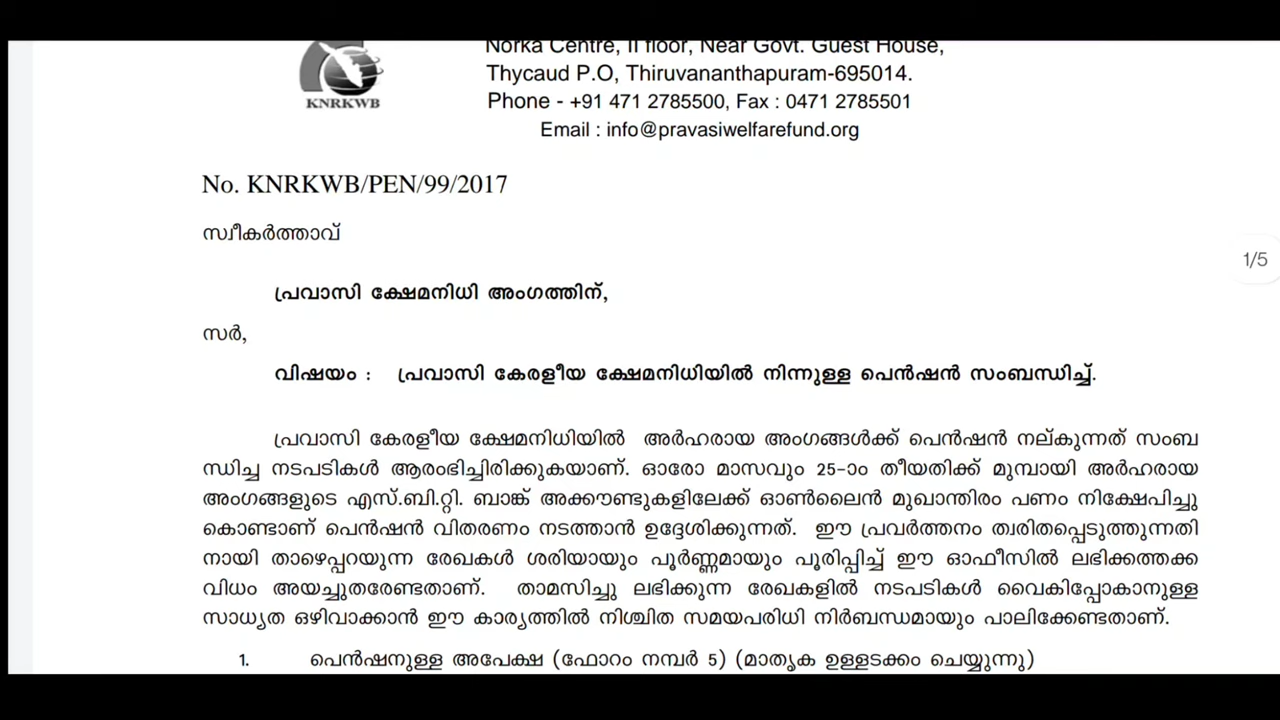 KNRKWB
Norka Centre, II floor, Near Govt. Guest House,
Thycaud P.O, Thiruvananthapuram-695014.
Phone - +91 471 2785500, Fax : 0471 2785501
Email : info@pravasiwelfarefund.org
No. KNRKWB/PEN/99/2017
സ്വീകർത്താവ്
1/5
പ്രവാസി ക്ഷേമനിധി അംഗത്തിന്,
സർ,
വിഷയം : പ്രവാസി കേരളീയ ക്ഷേമനിധിയിൽ നിന്നുള്ള പെൻഷൻ സംബന്ധിച്ച്.
പ്രവാസി കേരളീയ ക്ഷേമനിധിയിൽ അർഹരായ അംഗങ്ങൾക്ക് പെൻഷൻ നല്കുന്നത് സംബ
ന്ധിച്ച നടപടികൾ ആരംഭിച്ചിരിക്കുകയാണ്. ഓരോ മാസവും 25-ാം തീയതിക്ക് മുമ്പായി അർഹരായ
അംഗങ്ങളുടെ എസ്.ബി.റ്റി. ബാങ്ക് അക്കൗണ്ടുകളിലേക്ക് ഓൺലൈൻ മുഖാന്തിരം പണം നിക്ഷേപിച്ചു
കൊണ്ടാണ് പെൻഷൻ വിതരണം നടത്താൻ ഉദ്ദേശിക്കുന്നത്. ഈ പ്രവർത്തനം ത്വരിതപ്പെടുത്തുന്നതി
നായി താഴെപ്പറയുന്ന രേഖകൾ ശരിയായും പൂർണ്ണമായും പൂരിപ്പിച്ച് ഈ ഓഫീസിൽ ലഭിക്കത്തക്ക
വിധം അയച്ചുതരേണ്ടതാണ്. താമസിച്ചു ലഭിക്കുന്ന രേഖകളിൽ നടപടികൾ വൈകിപ്പോകാനുള്ള
സാധ്യത ഒഴിവാക്കാൻ ഈ കാര്യത്തിൽ നിശ്ചിത സമയപരിധി നിർബന്ധമായും പാലിക്കേണ്ടതാണ്.
1. പെൻഷനുള്ള അപേക്ഷ (ഫോറം നമ്പർ 5) (മാതൃക ഉള്ളടക്കം ചെയ്യുന്നു)